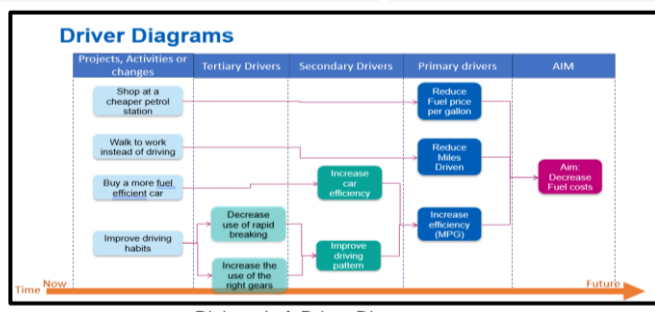 Driver Diagrams
Projects, Activities or
changes
Tertiary Drivers
Secondary Drivers
Primary drivers
AIM
Shop at a
cheaper petrol
station
Reduce
Fuel price
per gallon
Walk to work
instead of driving
Reduce
Miles
Driven
Buy a more fuel
efficient car
Increase
car
efficiency
Aim:
Decrease
Fuel costs
Improve driving
habits
Decrease
use of rapid
breaking
Increase the
use of the
right gears
Improve
driving
pattern
Increase
efficiency
(MPG)
Time
Now
Future